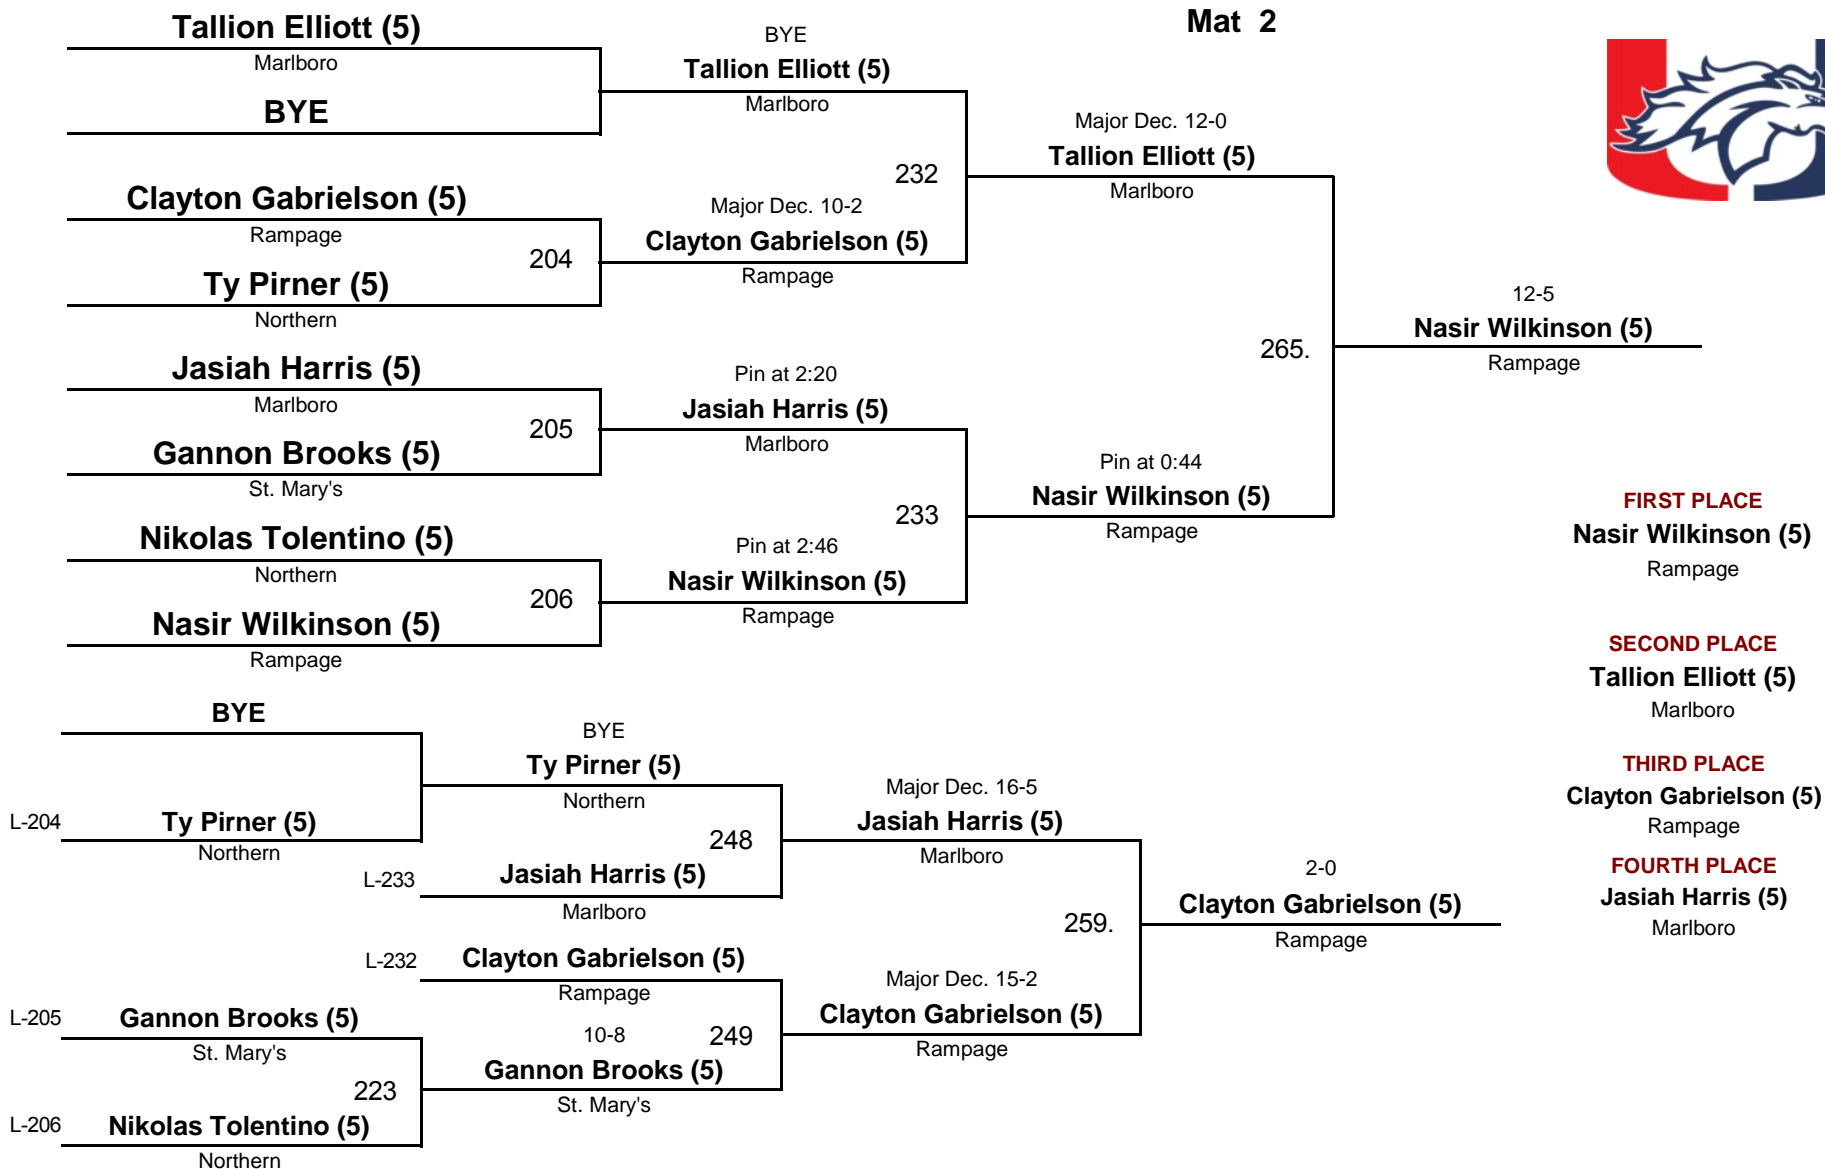 Mat 2
Tallion Elliott (5)
Marlboro
BYE
BYE
Tallion Elliott (5)
Marlboro
Major Dec. 12-0
Tallion Elliott (5)
Marlboro
232
Clayton Gabrielson (5)
Rampage
204
Ty Pirner (5)
Northern
Major Dec. 10-2
Clayton Gabrielson (5)
Rampage
12-5
Nasir Wilkinson (5)
Rampage
265.
Jasiah Harris (5)
Marlboro
205
Gannon Brooks (5)
St. Mary's
Pin at 2:20
Jasiah Harris (5)
Marlboro
Pin at 0:44
Nasir Wilkinson (5)
Rampage
233
Nikolas Tolentino (5)
Northern
206
Nasir Wilkinson (5)
Rampage
Pin at 2:46
Nasir Wilkinson (5)
Rampage
FIRST PLACE
Nasir Wilkinson (5)
Rampage
SECOND PLACE
Tallion Elliott (5)
Marlboro
THIRD PLACE
Clayton Gabrielson (5)
Rampage
FOURTH PLACE
Jasiah Harris (5)
Marlboro
BYE
L-204
Ty Pirner (5)
Northern
BYE
Ty Pirner (5)
Northern
248
L-233
Jasiah Harris (5)
Marlboro
Major Dec. 16-5
Jasiah Harris (5)
Marlboro
2-0
Clayton Gabrielson (5)
Rampage
259.
L-232
Clayton Gabrielson (5)
Rampage
Major Dec. 15-2
Clayton Gabrielson (5)
Rampage
L-205
Gannon Brooks (5)
St. Mary's
10-8
249
Gannon Brooks (5)
St. Mary's
223
L-206
Nikolas Tolentino (5)
Northern